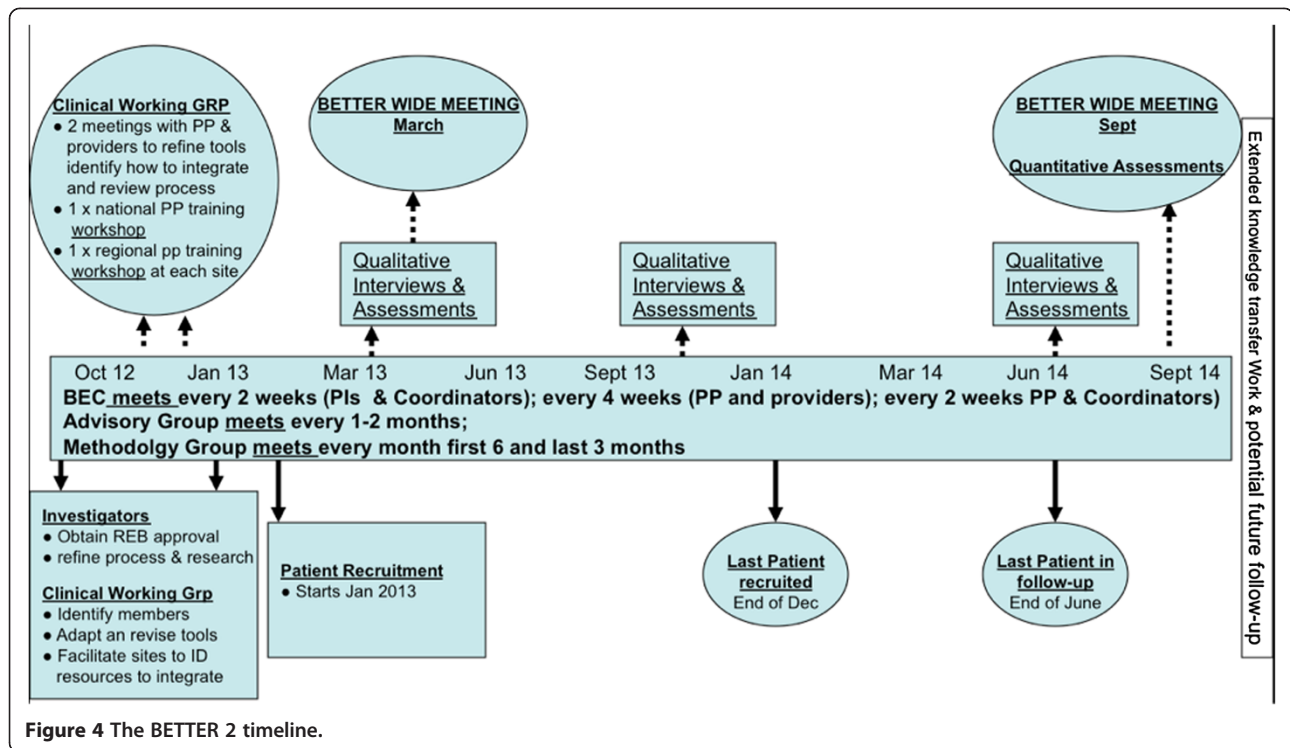 Clinical Working GRP
● 2 meetings with PP &
providers to refine tools
identify how to integrate
and review process
● 1 x national PP training
workshop
● 1 x regional pp training
workshop at each site
BETTER WIDE MEETING
March
BETTER WIDE MEETING
Sept
Quantitative Assessments
Qualitative
Interviews &
Assessments
Qualitative
Interviews &
Assessments
Qualitative
Interviews &
Assessments
Oct 12 Jan 13 Mar 13 Jun 13 Sept 13 Jan 14 Mar 14 Jun 14 Sept 14
BEC meets every 2 weeks (PIs & Coordinators); every 4 weeks (PP and providers); every 2 weeks PP & Coordinators)
Advisory Group meets every 1-2 months;
Methodolgy Group meets every month first 6 and last 3 months
Investigators
● Obtain REB approval
● refine process & research
Clinical Working Grp
● Identify members
● Adapt an revise tools
● Facilitate sites to ID
resources to integrate
Patient Recruitment
● Starts Jan 2013
Last Patient
recruited
End of Dec
Last Patient in
follow-up
End of June
Extended knowledge transfer Work & potential future follow-up
Figure 4 The BETTER 2 timeline.